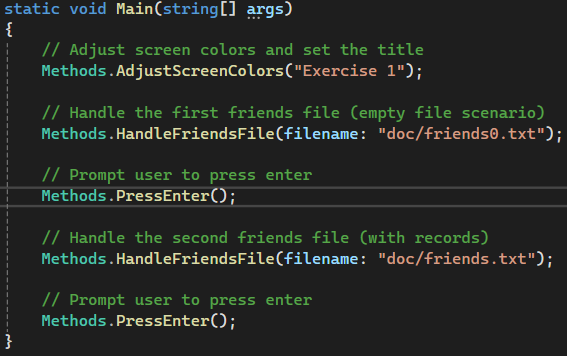 static void Main(string[] args)
{
// Adjust screen colors and set the title
Methods.AdjustScreenColors("Exercise 1");
// Handle the first friends file (empty file scenario)
Methods.HandleFriendsFile(filename: "doc/friends0.txt");
// Prompt user to press enter
Methods.PressEnter();
// Handle the second friends file (with records)
Methods.HandleFriendsFile(filename: "doc/friends.txt");
// Prompt user to press enter
Methods.PressEnter();
}